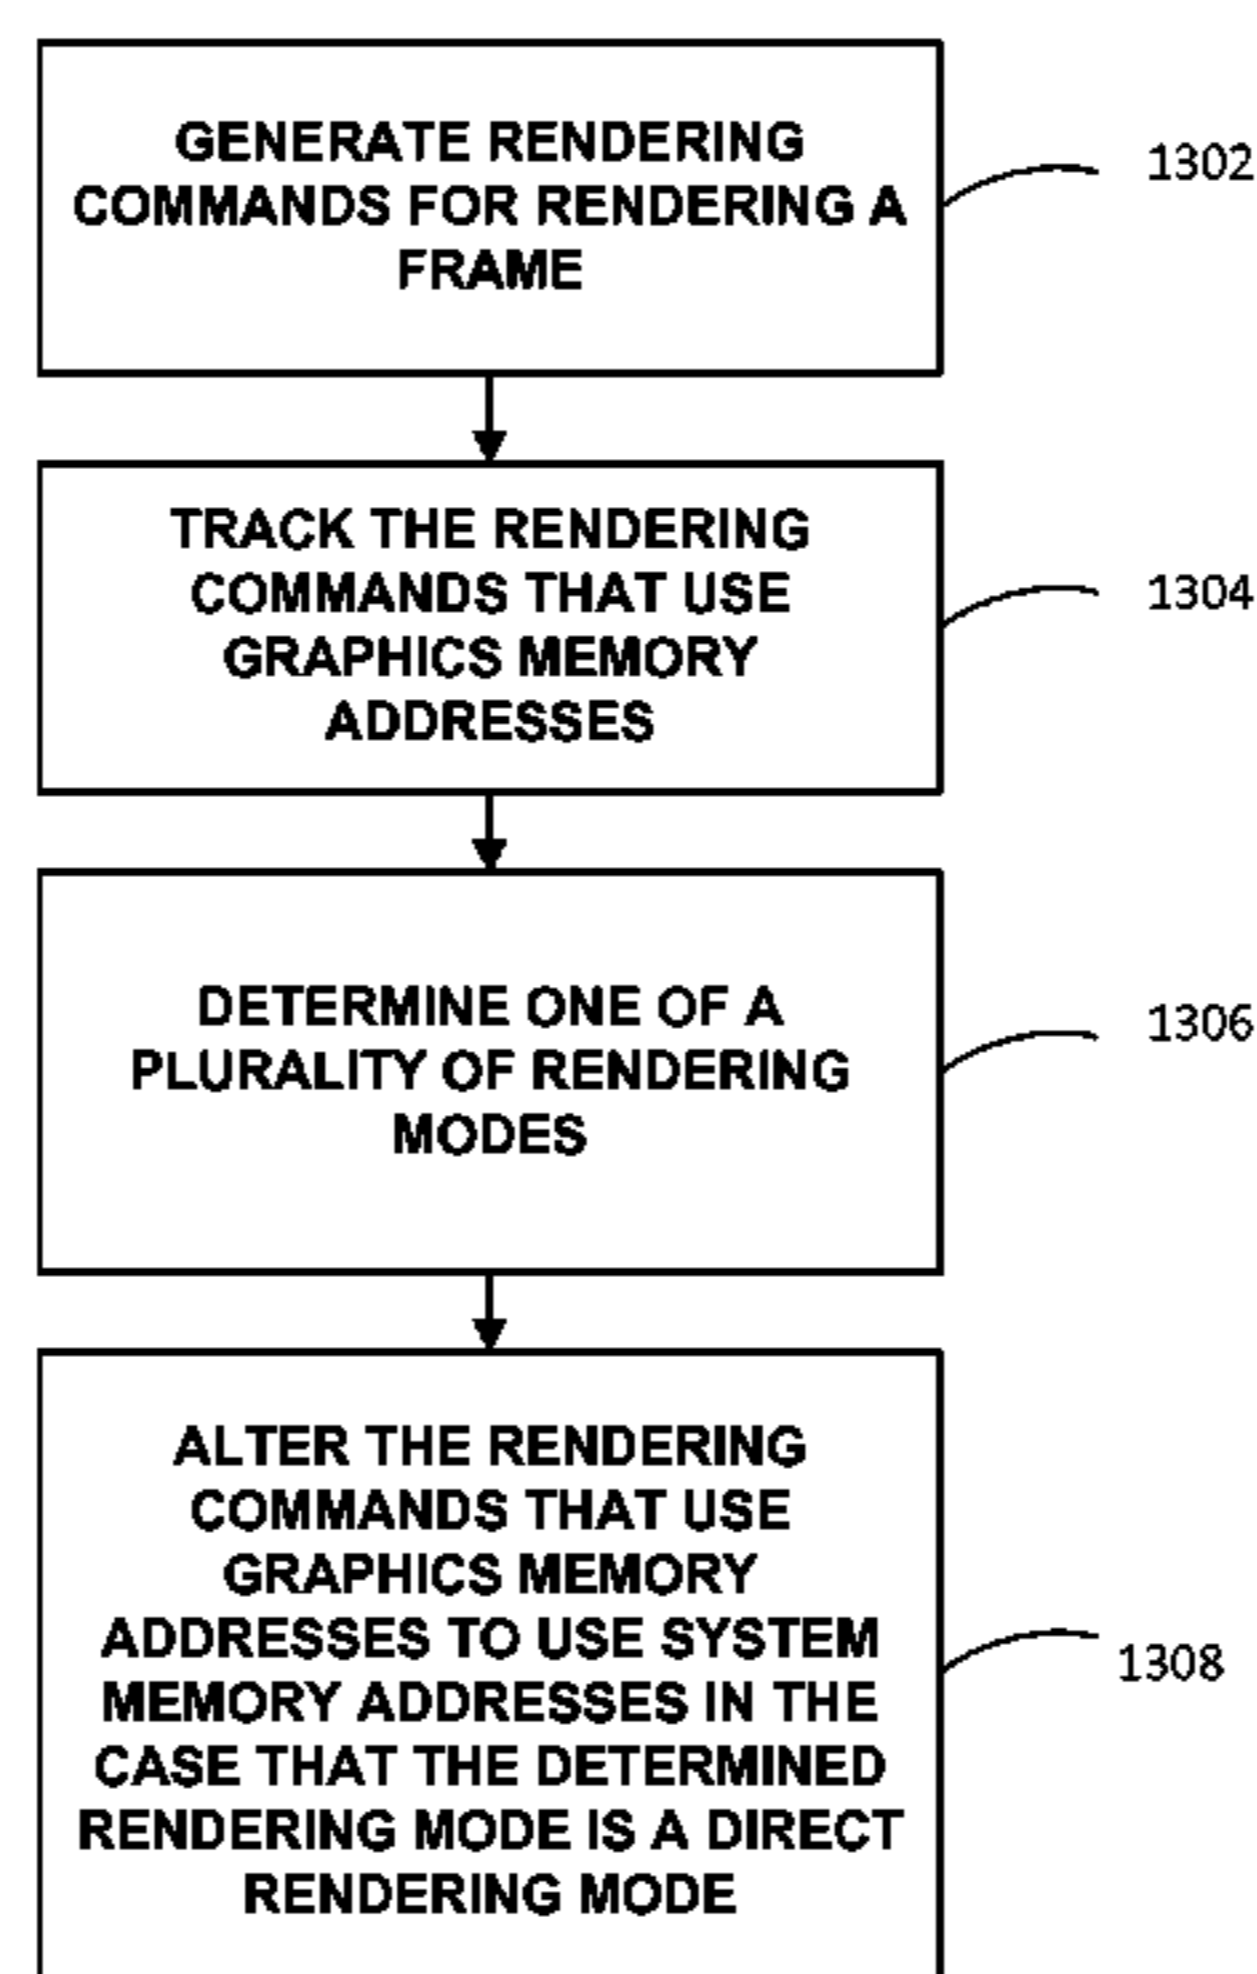 GENERATE RENDERING
COMMANDS FOR RENDERING A
FRAME
1302
TRACK THE RENDERING
COMMANDS THAT USE
GRAPHICS MEMORY
ADDRESSES
1304
DETERMINE ONE OF A
PLURALITY OF RENDERING
MODES
1306
ALTER THE RENDERING
COMMANDS THAT USE
GRAPHICS MEMORY
ADDRESSES TO USE SYSTEM
MEMORY ADDRESSES IN THE
CASE THAT THE DETERMINED
RENDERING MODE IS A DIRECT
RENDERING MODE
1308